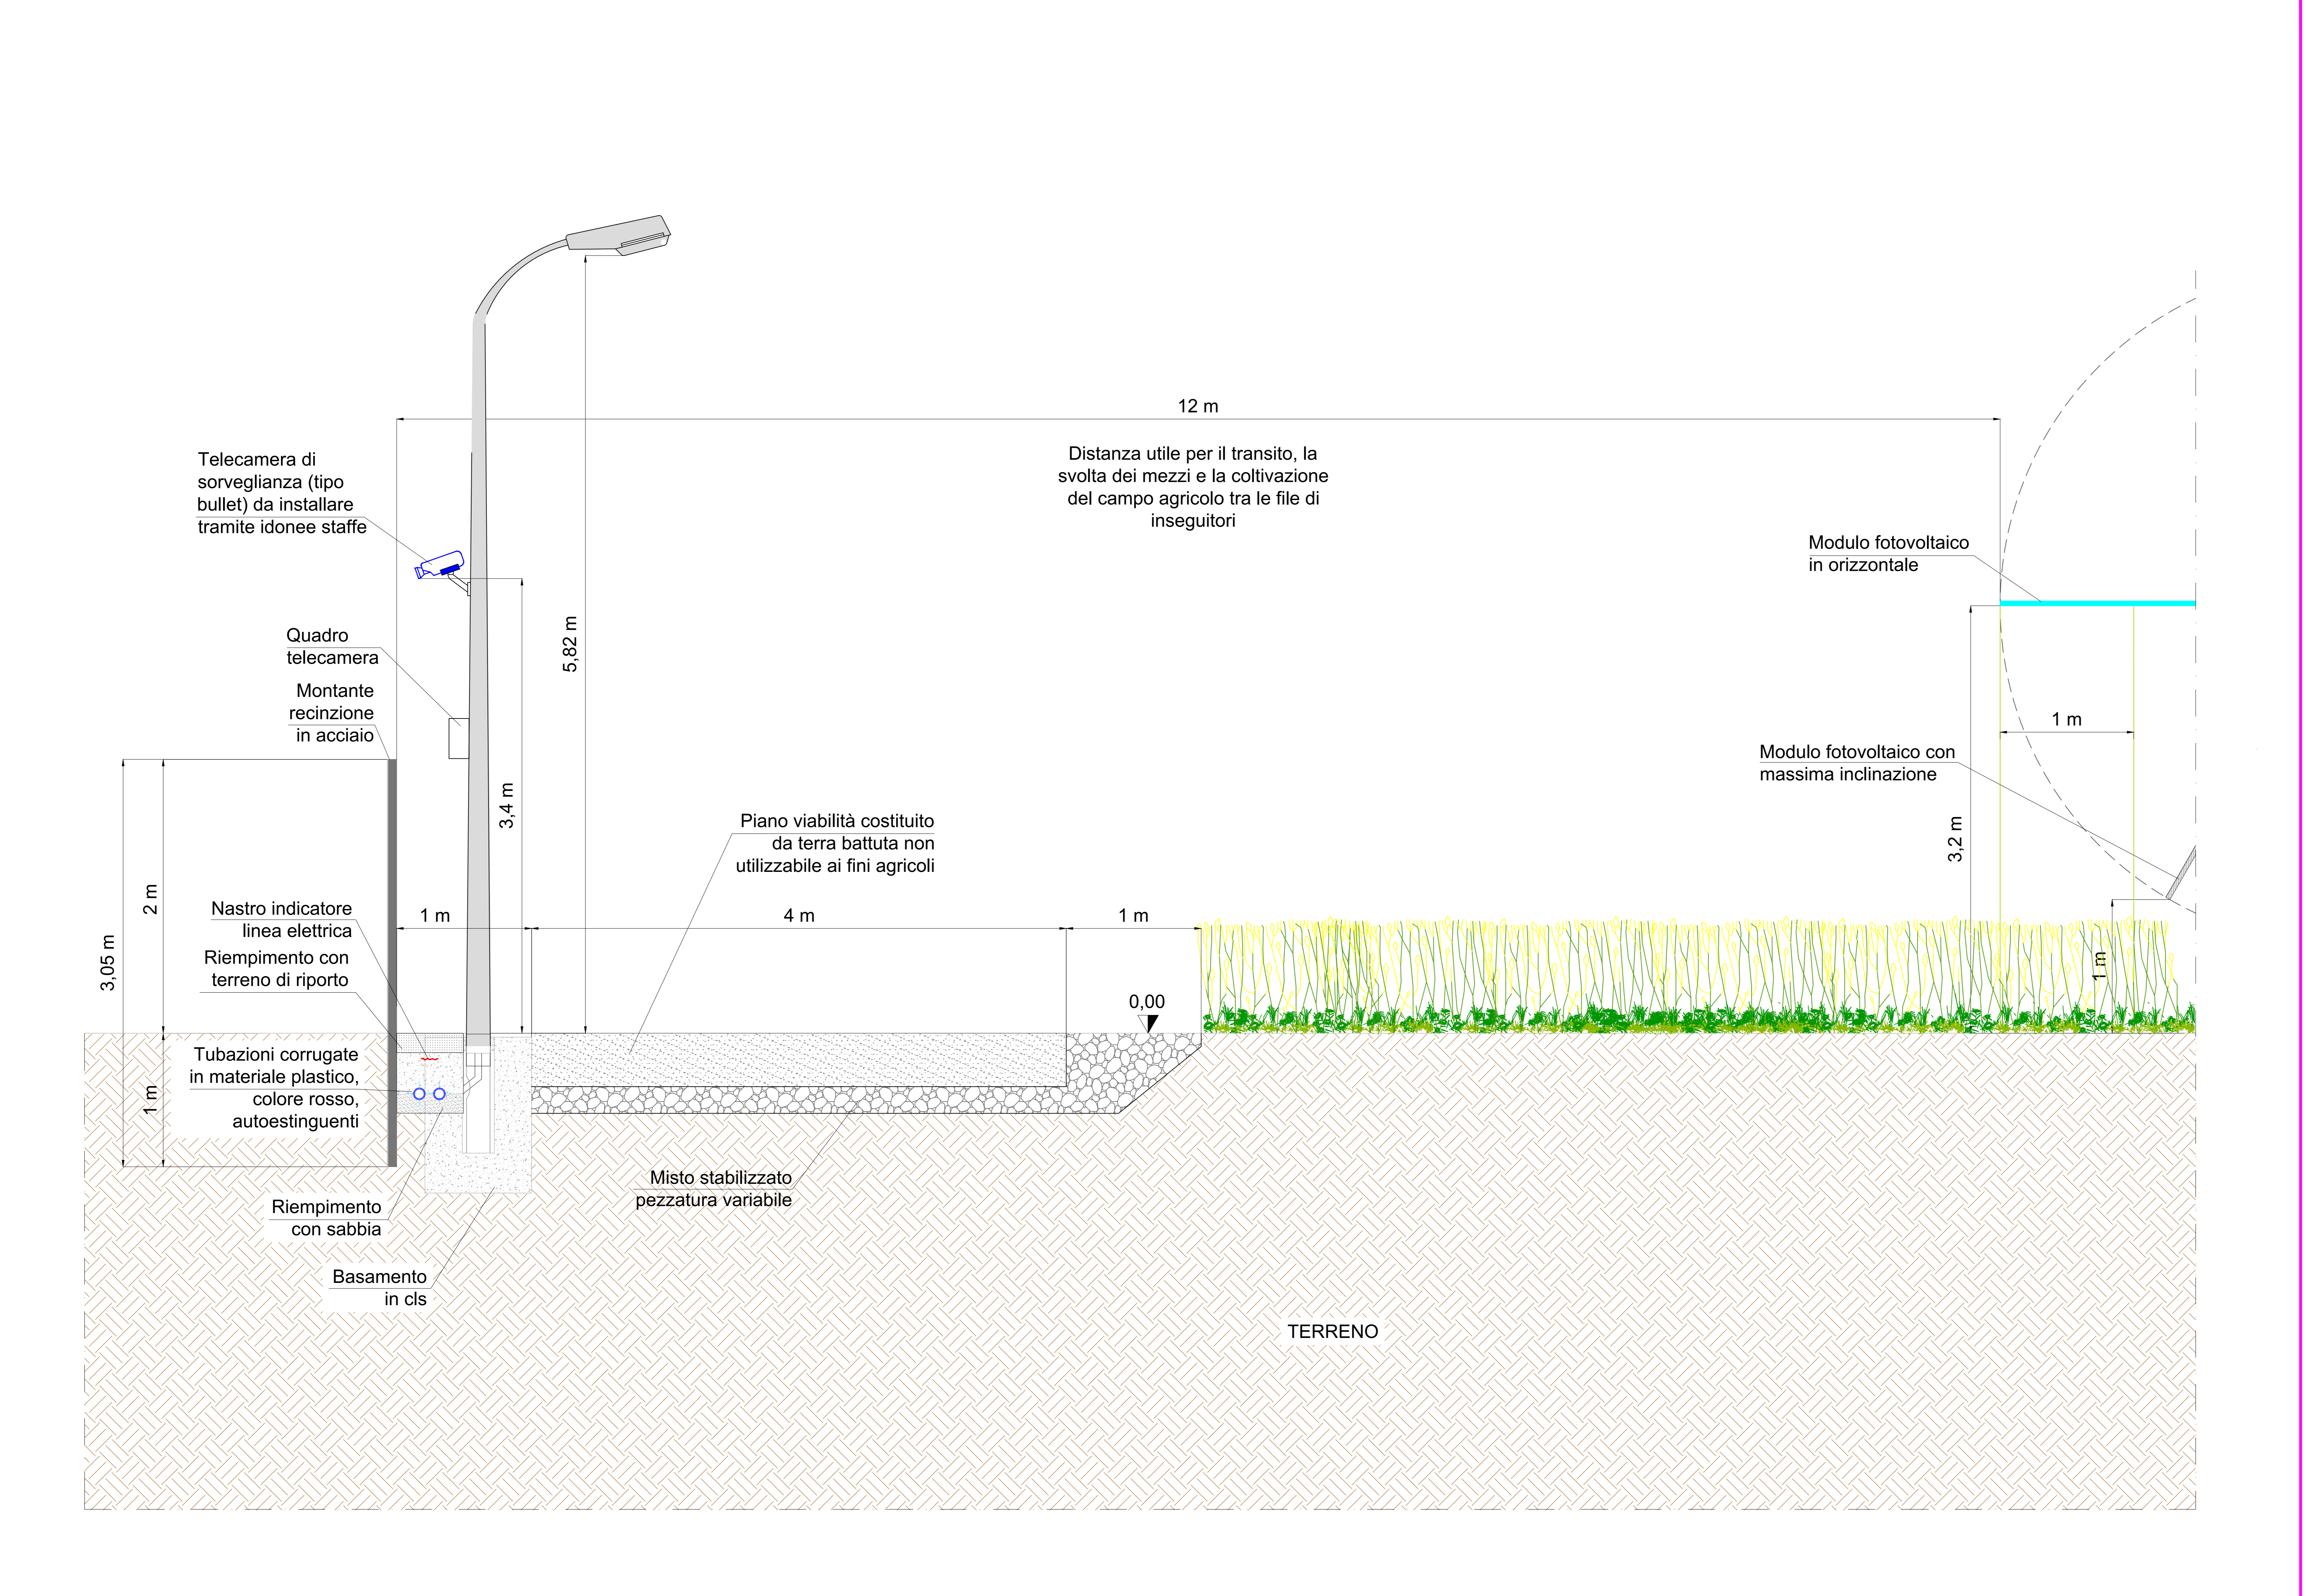 12 m
Distanza utile per il transito, la
svolta dei mezzi e la coltivazione
del campo agricolo tra le file di
inseguitori
Telecamera di
sorveglianza (tipo
bullet) da installare
tramite idonee staffe
Modulo fotovoltaico
in orizzontale
5,82 m
Quadro
telecamera
Montante
recinzione
in acciaio
1 m
Modulo fotovoltaico con
massima inclinazione
3,4 m
3,2 m
Piano viabilità costituito
da terra battuta non
utilizzabile ai fini agricoli
2 m
3,05 m
Nastro indicatore
linea elettrica
1 m
4 m
1 m
Riempimento con
terreno di riporto
1 m
0,00
Tubazioni corrugate
in materiale plastico,
colore rosso,
autoestinguenti
1 m
Misto stabilizzato
pezzatura variabile
Riempimento
con sabbia
Basamento
in cls
TERRENO